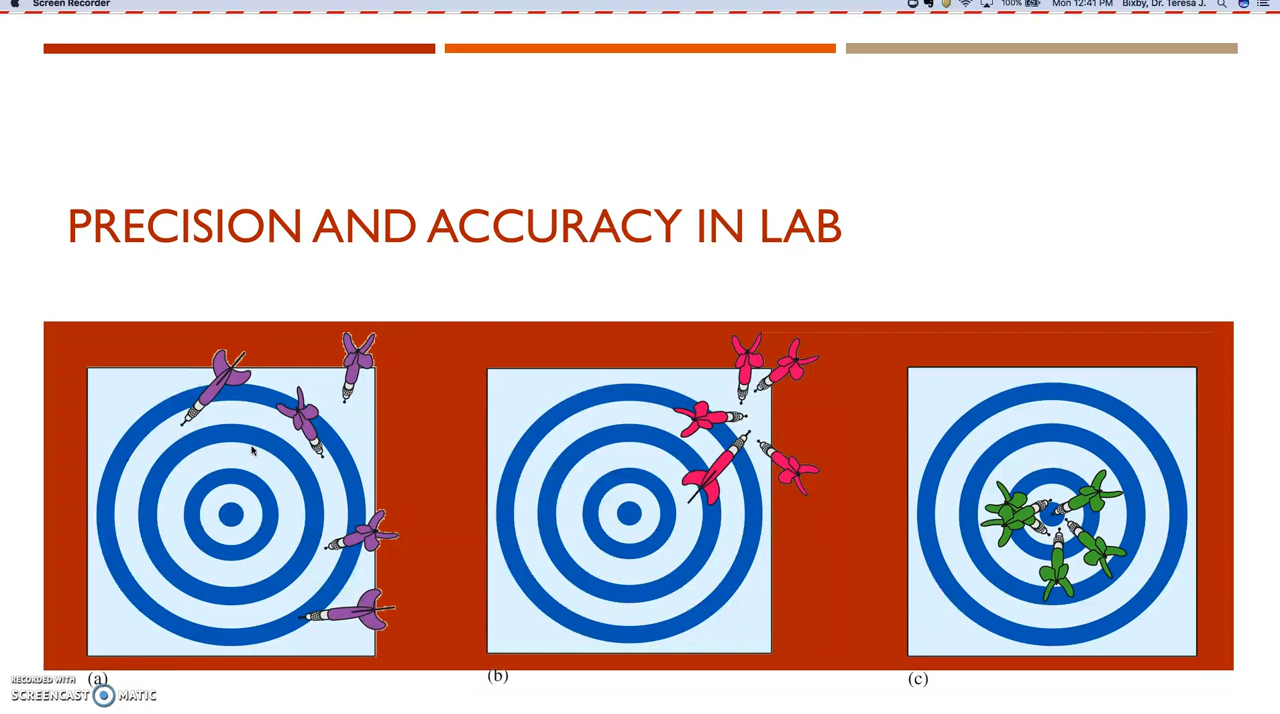 Screen Recorder
100%
Mon 12:41 PM
Bixby, Dr. Teresa J.
PRECISION AND ACCURACY IN LAB
(a)
(b)
(c)
RECORDED WITH
SCREENCAST MATIC